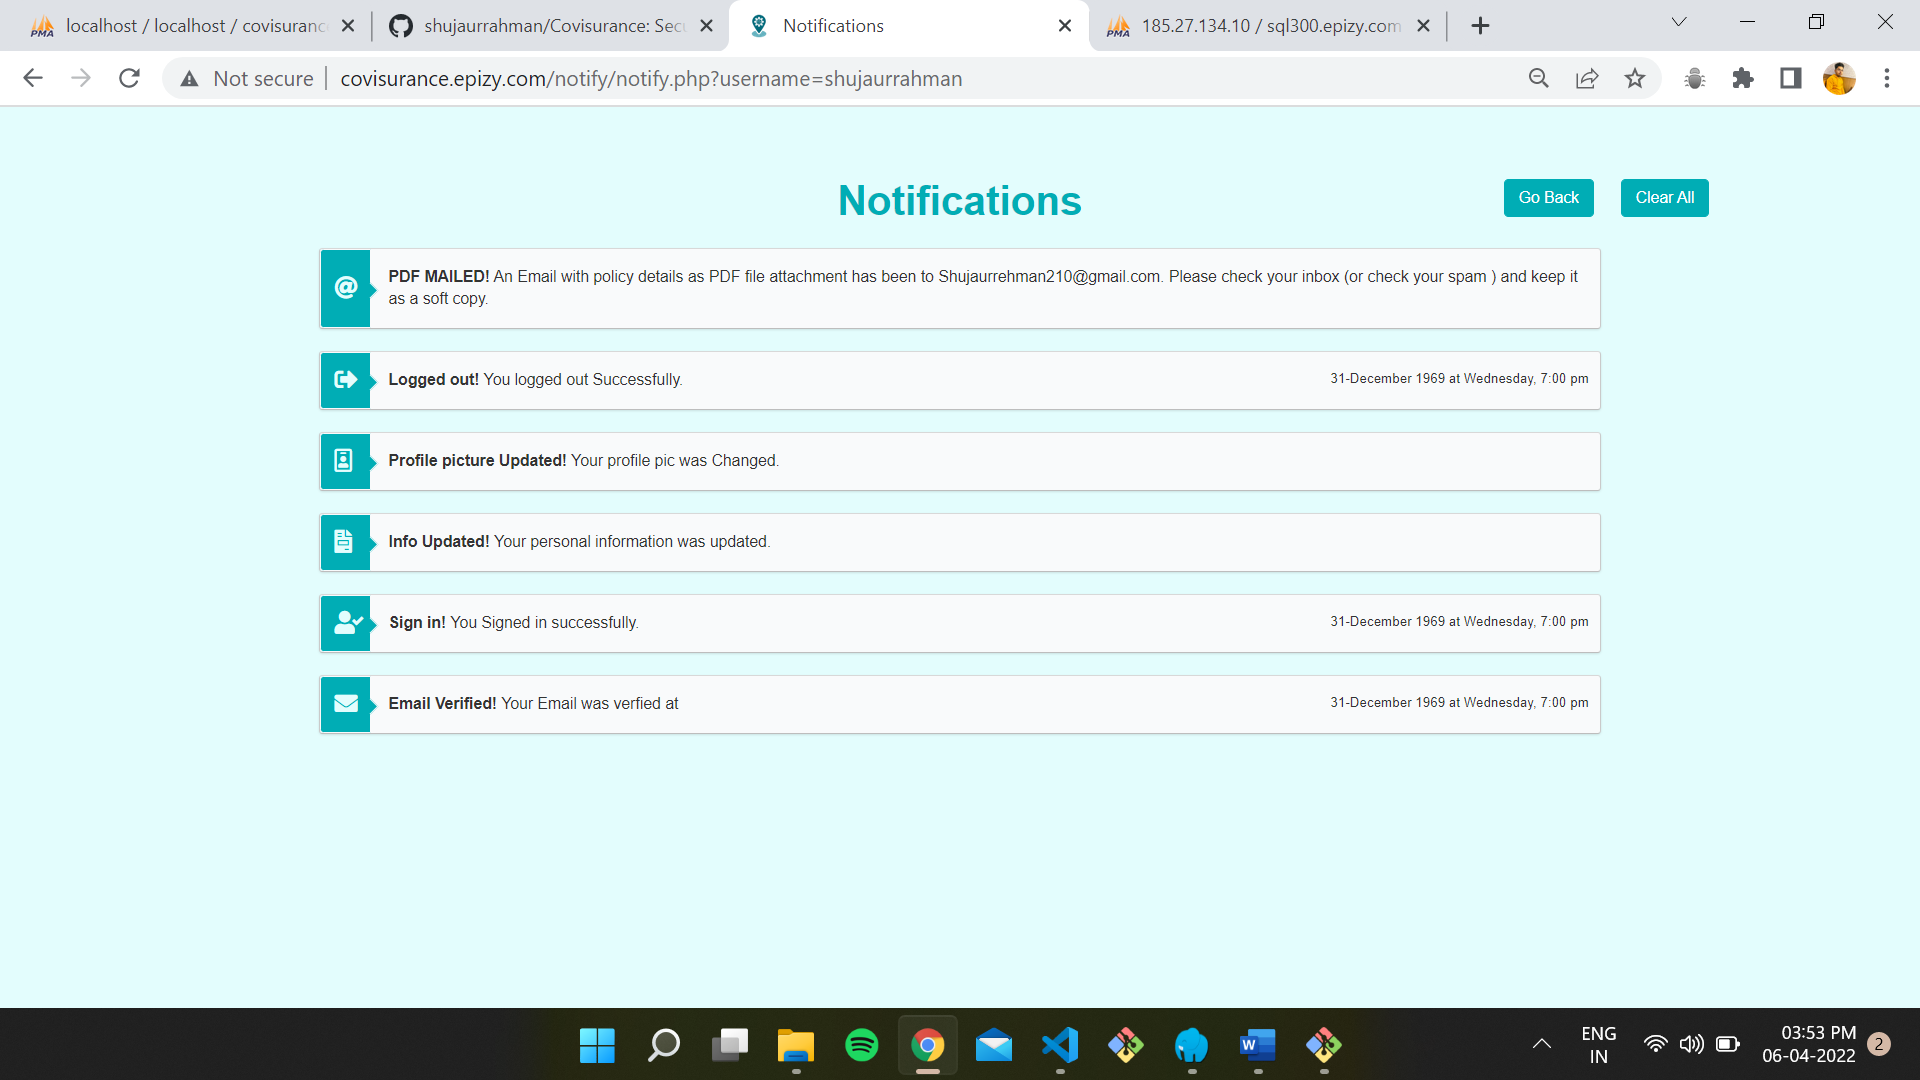 localhost / localhost / covisuranc
shujaurrahman/Covisurance: Secu
Notifications
185.27.134.10 / sql300.epizy.com
Not secure
covisurance.epizy.com/notify/notify.php?username=shujaurrahman
Notifications
Go Back
Clear All
PDF MAILED! An Email with policy details as PDF file attachment has been to Shujaurrehman210@gmail.com. Please check your inbox (or check your spam ) and keep it
as a soft copy.
Logged out! You logged out Successfully.
31-December 1969 at Wednesday, 7:00 pm
Profile picture Updated! Your profile pic was Changed.
Info Updated! Your personal information was updated.
Sign in! You Signed in successfully.
31-December 1969 at Wednesday, 7:00 pm
Email Verified! Your Email was verfied at
31-December 1969 at Wednesday, 7:00 pm
ENG
IN
03:53 PM
06-04-2022
2